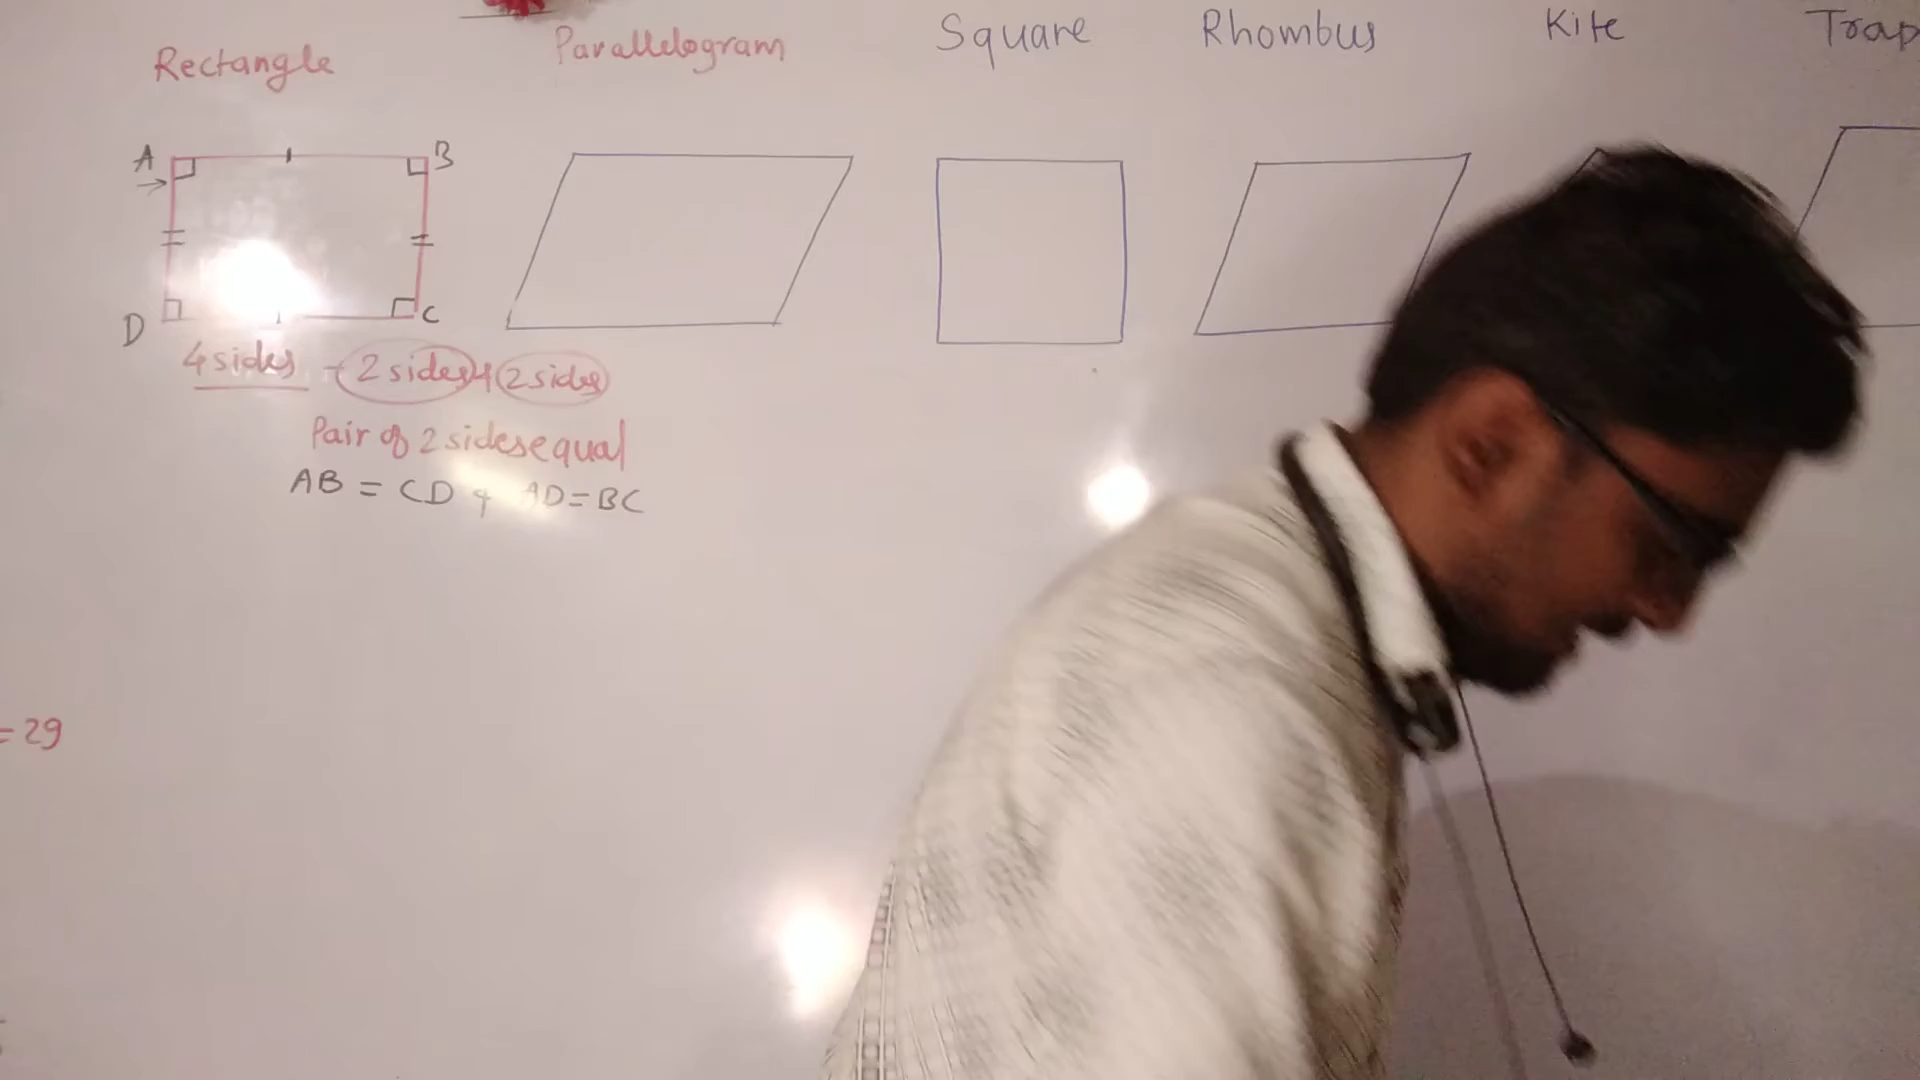 Rectangle Parallelogram Square Rhombus Kite Trap
A B
D C
4 sides - 2 sides + 2 sides
Pair of 2 sides equal
AB = CD & AD = BC
= 29